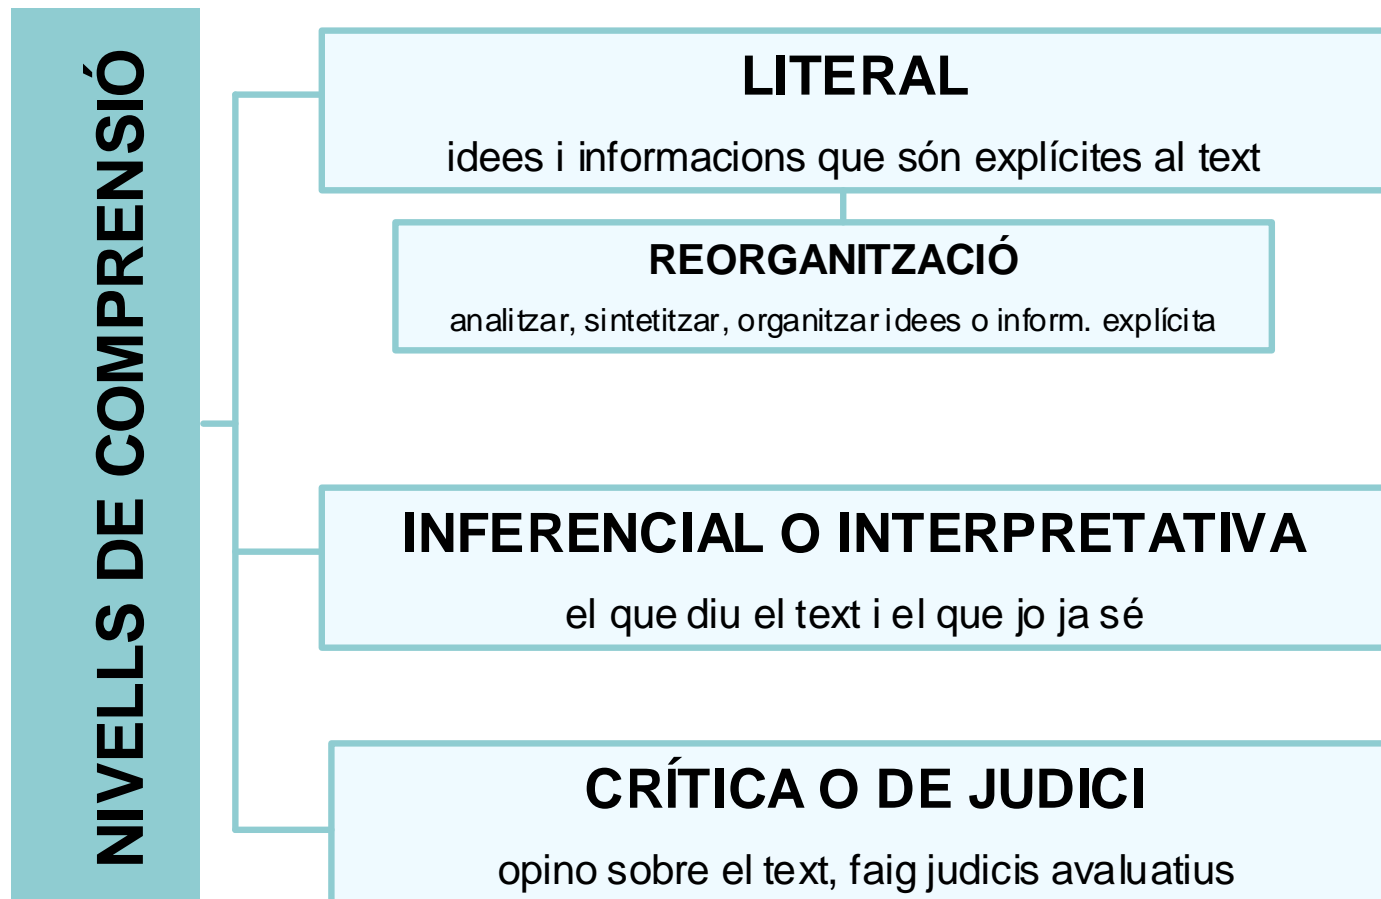 NIVELLS DE COMPRENSIÓ
LITERAL
idees i informacions que són explícites al text
REORGANITZACIÓ
analitzar, sintetitzar, organitzar idees o inform. explícita
INFERENCIAL O INTERPRETATIVA
el que diu el text i el que jo ja sé
CRÍTICA O DE JUDICI
opino sobre el text, faig judicis avaluatius